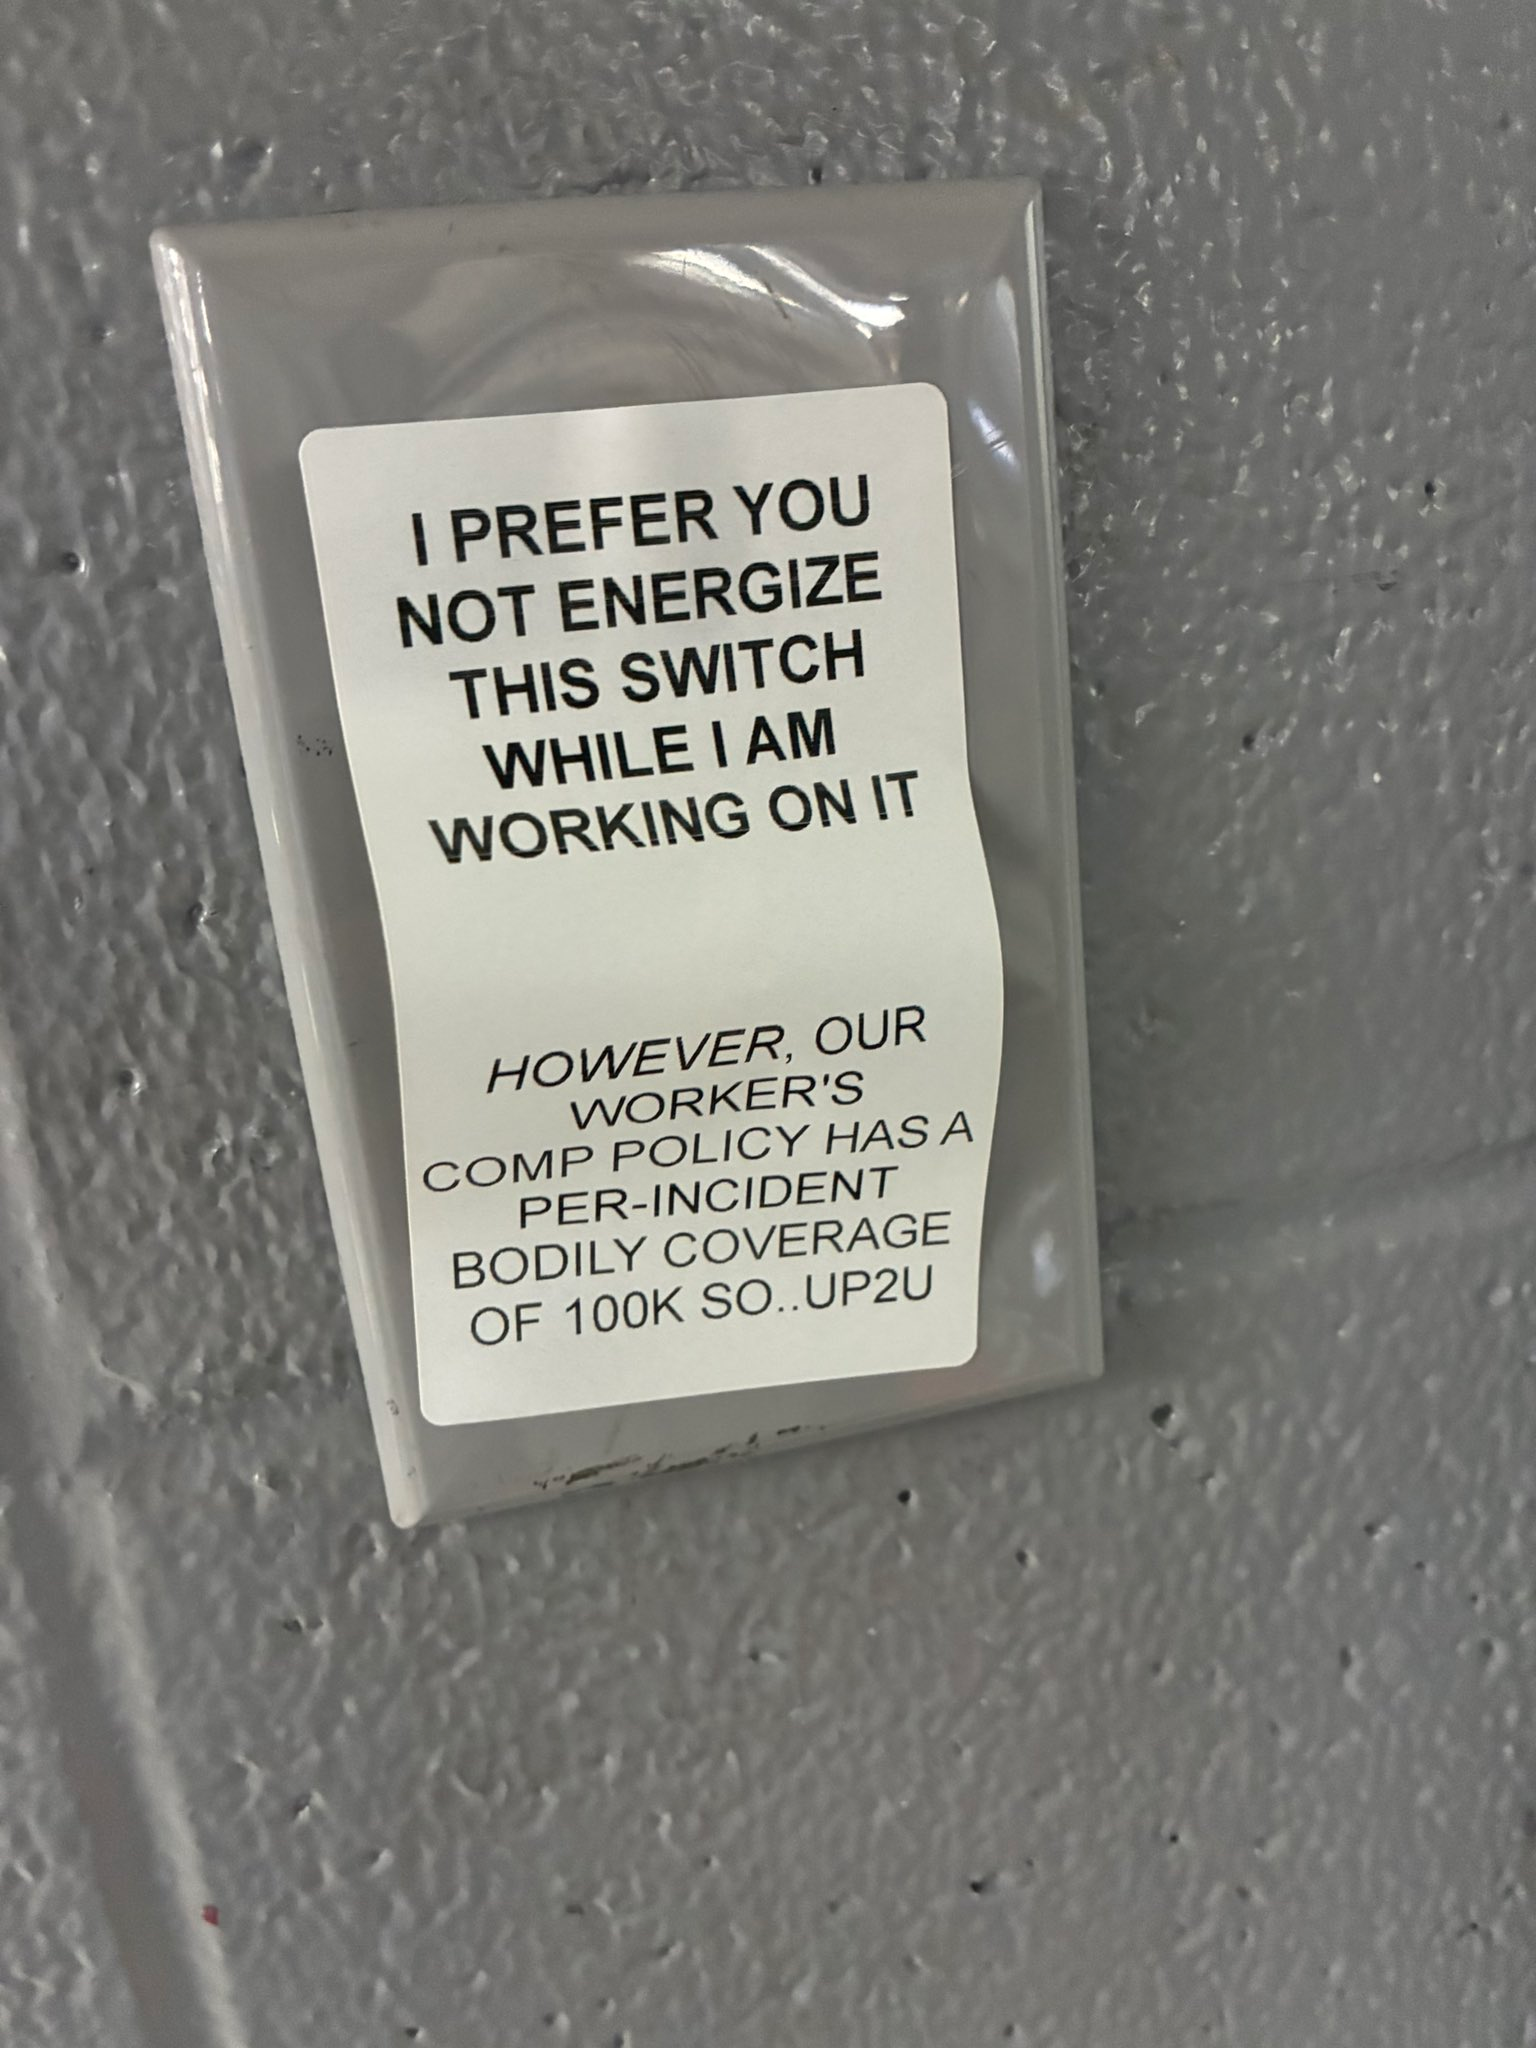 I PREFER YOU
NOT ENERGIZE
THIS SWITCH
WHILE I AM
WORKING ON IT
HOWEVER, OUR
WORKER'S
COMP POLICY HAS A
PER-INCIDENT
BODILY COVERAGE
OF 100K SO..UP2U